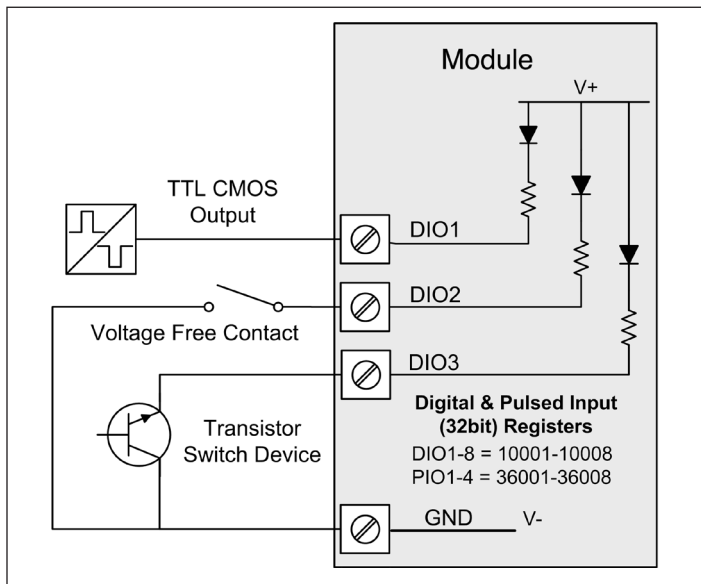 Module
V+
TTL CMOS
Output
DIO1
DIO2
Voltage Free Contact
DIO3
Transistor
Switch Device
Digital & Pulsed Input
(32bit) Registers
DIO1-8 = 10001-10008
PIO1-4 = 36001-36008
GND
V-